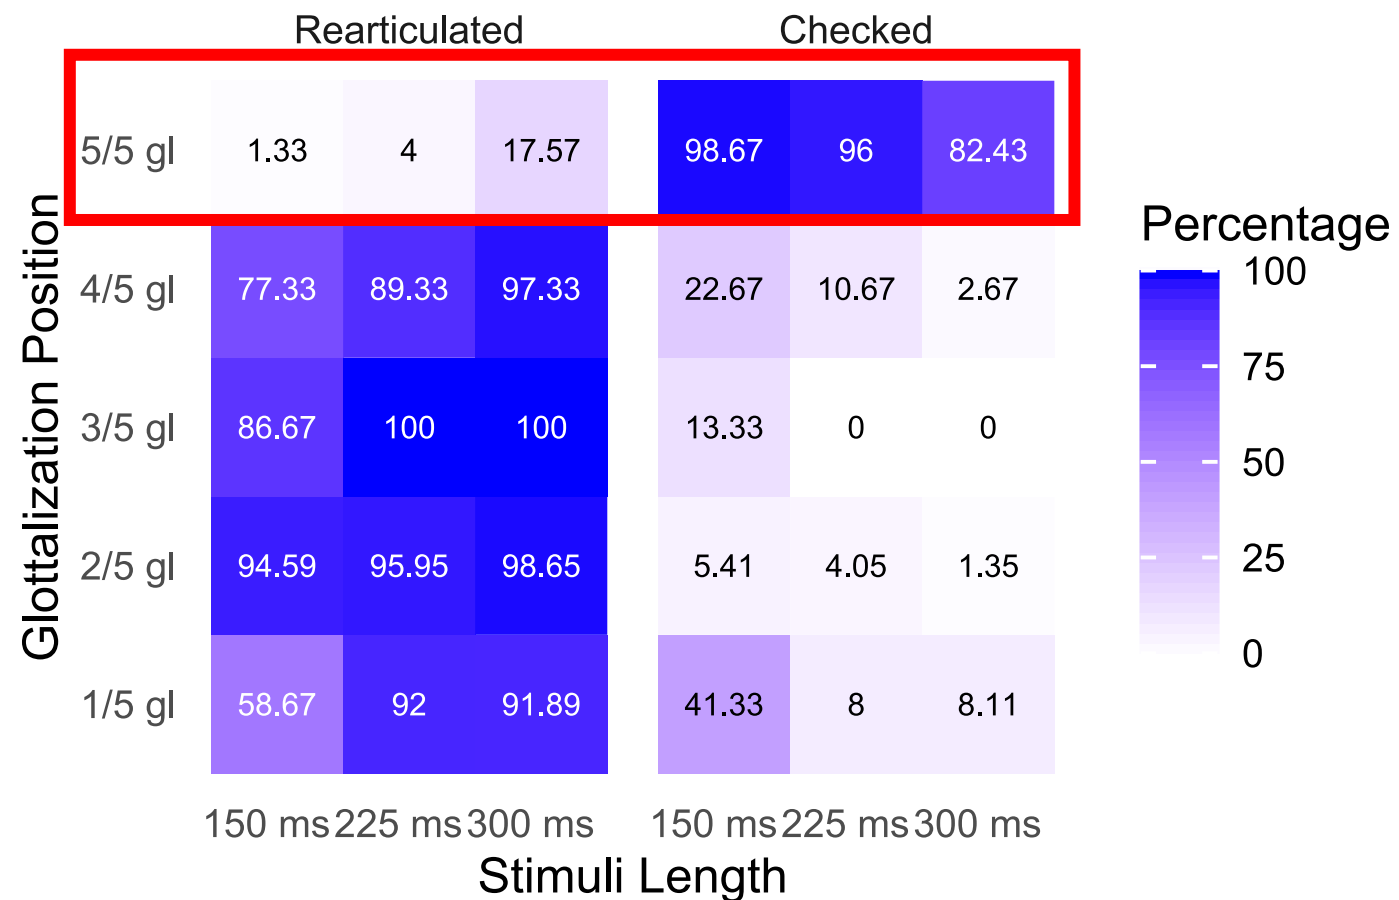 Rearticulated Checked
5/5 gl 1.33 4 17.57 98.67 96 82.43
4/5 gl 77.33 89.33 97.33 22.67 10.67 2.67
3/5 gl 86.67 100 100 13.33 0 0
2/5 gl 94.59 95.95 98.65 5.41 4.05 1.35
1/5 gl 58.67 92 91.89 41.33 8 8.11
150 ms 225 ms 300 ms 150 ms 225 ms 300 ms
Stimuli Length
Glottalization Position
Percentage
100
75
50
25
0